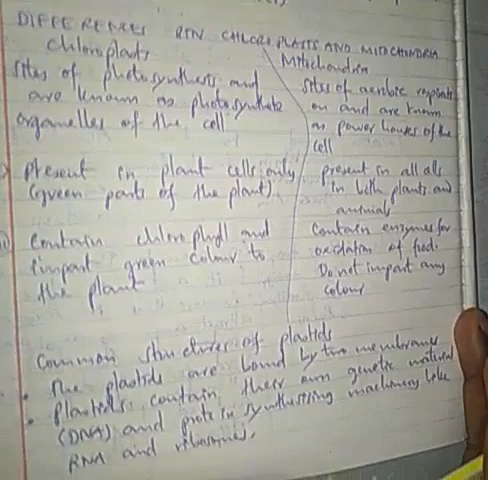 DIFFERENCES BTN CHLOROPLASTS AND MITOCHONDRIA
chloroplasts
Sites of photosynthesis and
are known as photosynthetic
organelles of the cell
present in plant cells only
(green parts of the plant)
Contain chlorophyll and
impart green colour to
the plant
Mitochondria
Sites of aerobic respirati
on and are known
as power houses of the
cell
present in all cells
in both plants and
animals
Contain enzymes for
oxidation of food.
Do not impart any
colour
Common structures of plastids
• The plastids are bound by two membranes
• Plastids contain their own genetic material
(DNA) and protein synthesising machinery like
RNA and ribosomes.